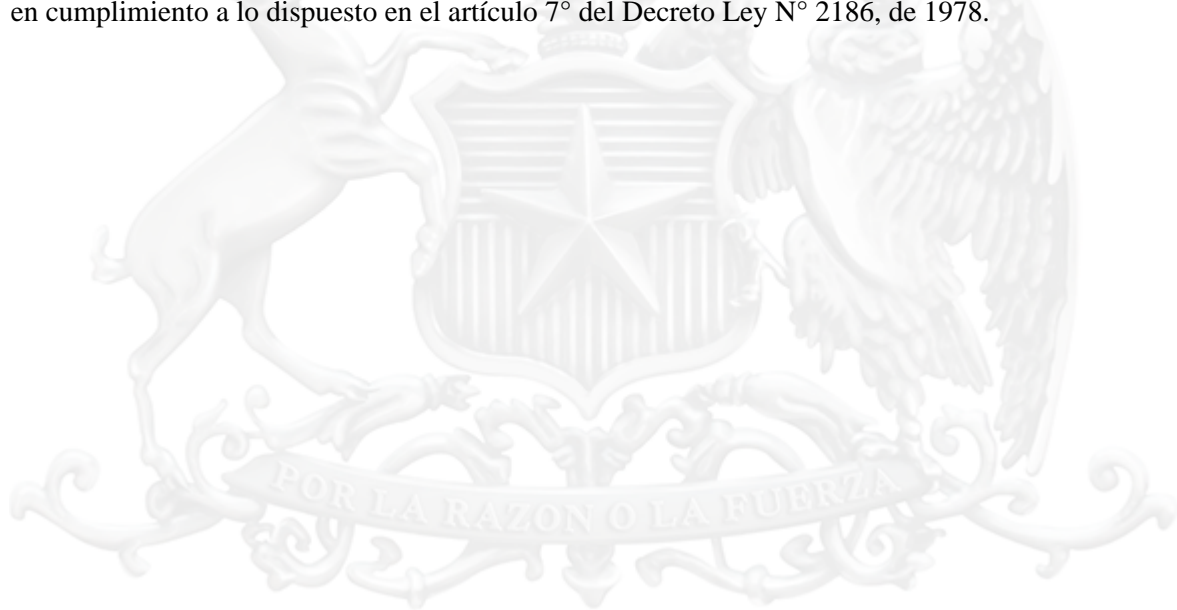 en cumplimiento a lo dispuesto en el artículo 7° del Decreto Ley N° 2186, de 1978.
POR LA RAZON O LA FUERZA